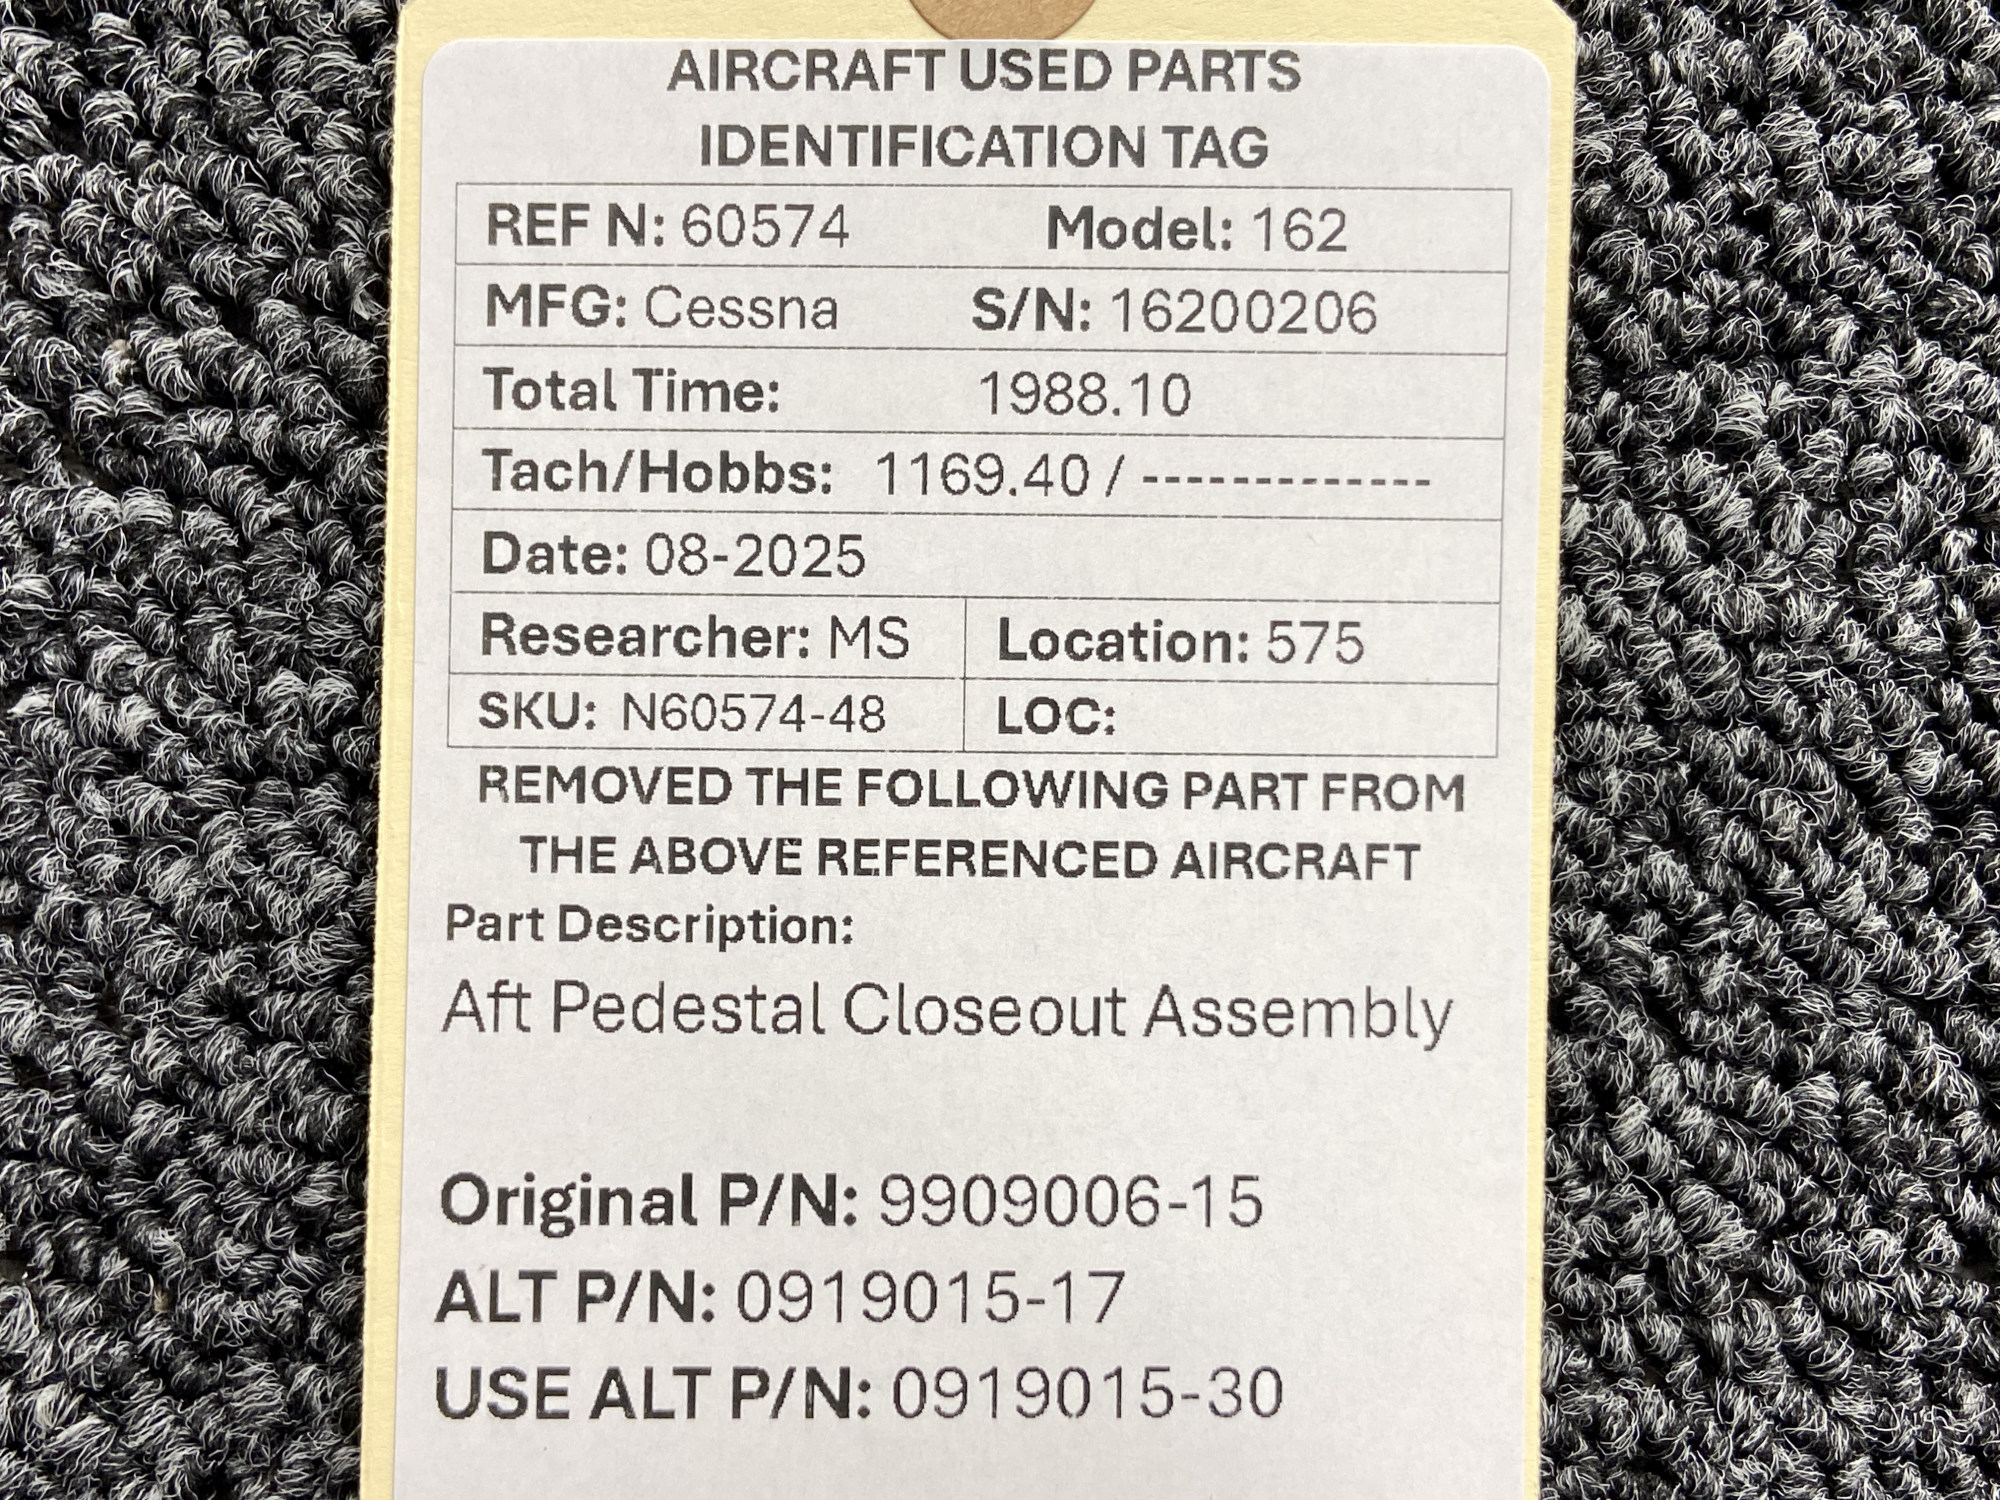 AIRCRAFT USED PARTS
IDENTIFICATION TAG
REF N: 60574 Model: 162
MFG: Cessna S/N: 16200206
Total Time: 1988.10
Tach/Hobbs: 1169.40 / -------------
Date: 08-2025
Researcher: MS Location: 575
SKU: N60574-48 LOC:
REMOVED THE FOLLOWING PART FROM
THE ABOVE REFERENCED AIRCRAFT
Part Description:
Aft Pedestal Closeout Assembly
Original P/N: 9909006-15
ALT P/N: 0919015-17
USE ALT P/N: 0919015-30